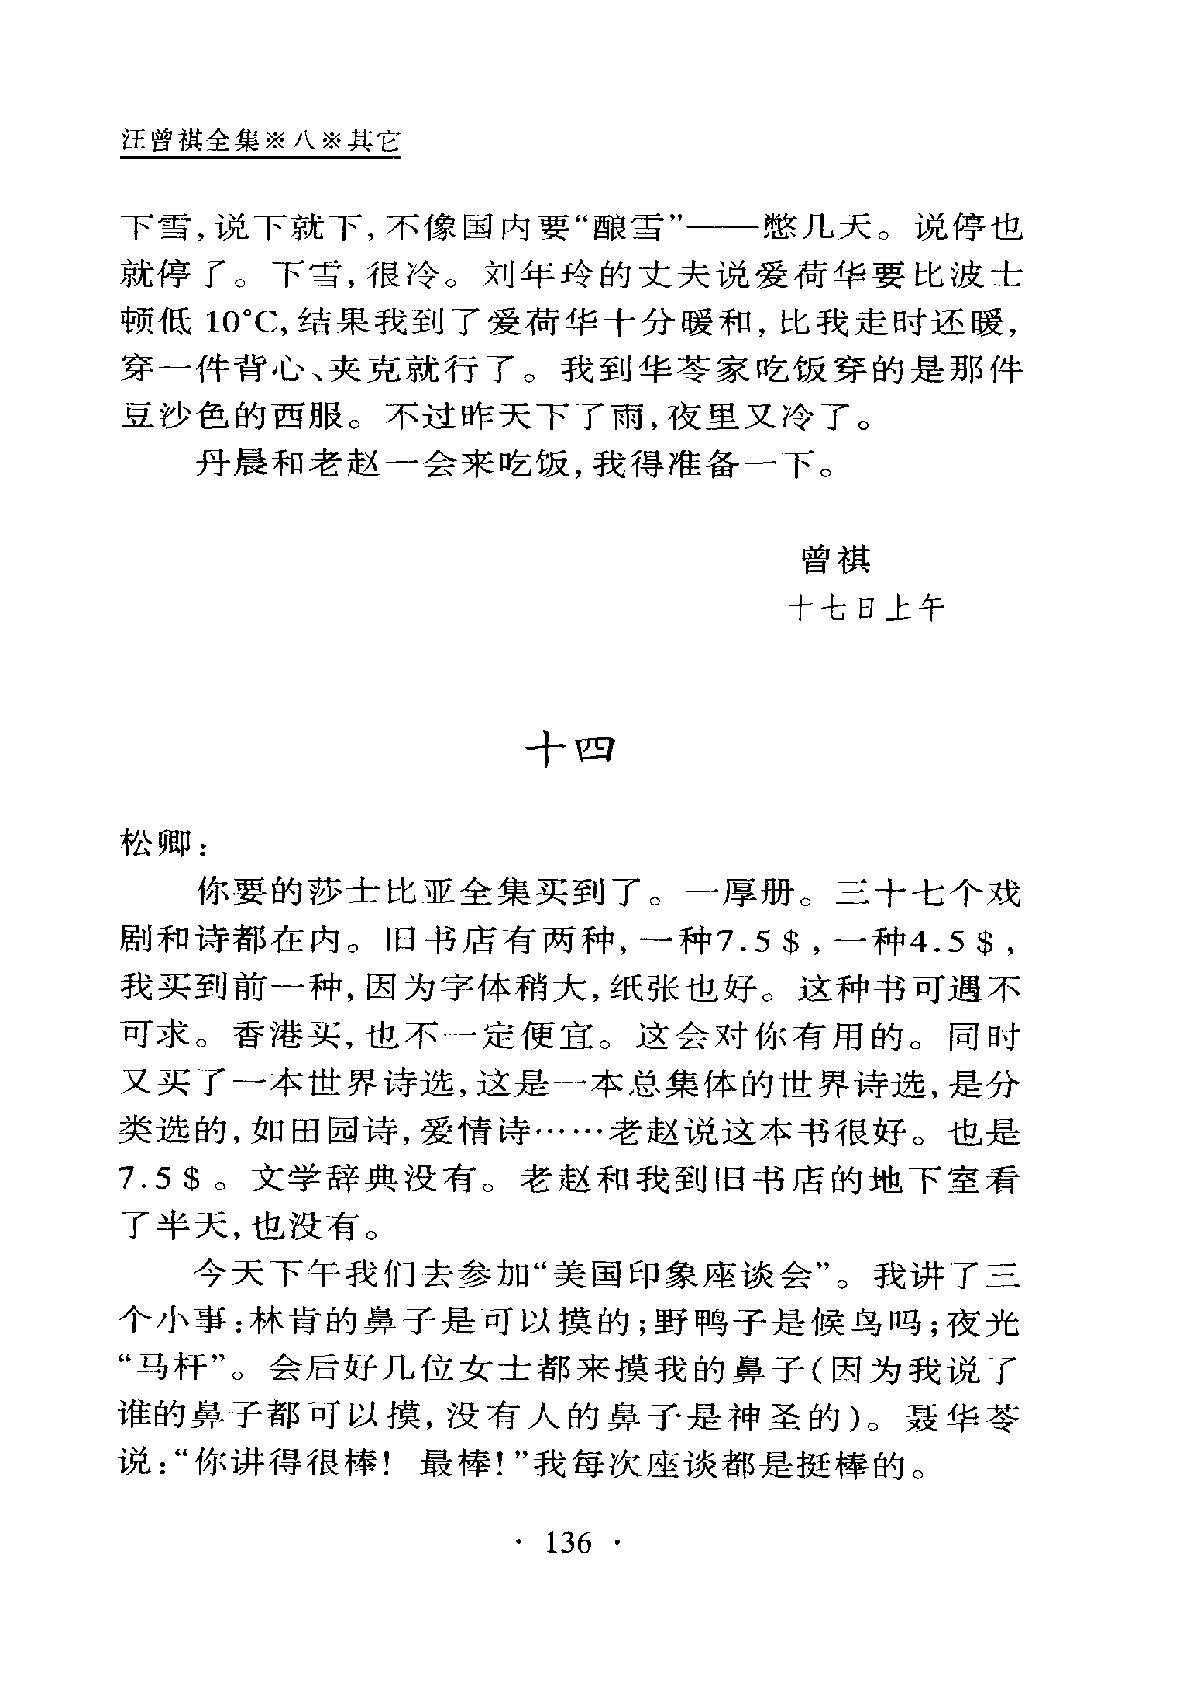 汪曾祺全集※八※其它
下雪,说下就下,不像国内要“酿雪”——憋几天。说停也
就停了。下雪,很冷。刘年玲的丈夫说爱荷华要比波士
顿低10°C,结果我到了爱荷华十分暖和,比我走时还暖,
穿一件背心、夹克就行了。我到华苓家吃饭穿的是那件
豆沙色的西服。不过昨天下了雨,夜里又冷了。
丹晨和老赵一会来吃饭,我得准备一下。
曾祺
十七日上午
十四
松卿:
你要的莎士比亚全集买到了。一厚册。三十七个戏
剧和诗都在内。旧书店有两种,一种7.5$,一种4.5$,
我买到前一种,因为字体稍大,纸张也好。这种书可遇不
可求。香港买,也不一定便宜。这会对你有用的。同时
又买了一本世界诗选,这是一本总集体的世界诗选,是分
类选的,如田园诗,爱情诗……老赵说这本书很好。也是
7.5$。文学辞典没有。老赵和我到旧书店的地下室看
了半天,也没有。
今天下午我们去参加“美国印象座谈会”。我讲了三
个小事:林肯的鼻子是可以摸的;野鸭子是候鸟吗;夜光
“马杆”。会后好几位女士都来摸我的鼻子(因为我说了
谁的鼻子都可以摸,没有人的鼻子是神圣的)。聂华苓
说:“你讲得很棒!最棒!”我每次座谈都是挺棒的。
· 136 ·